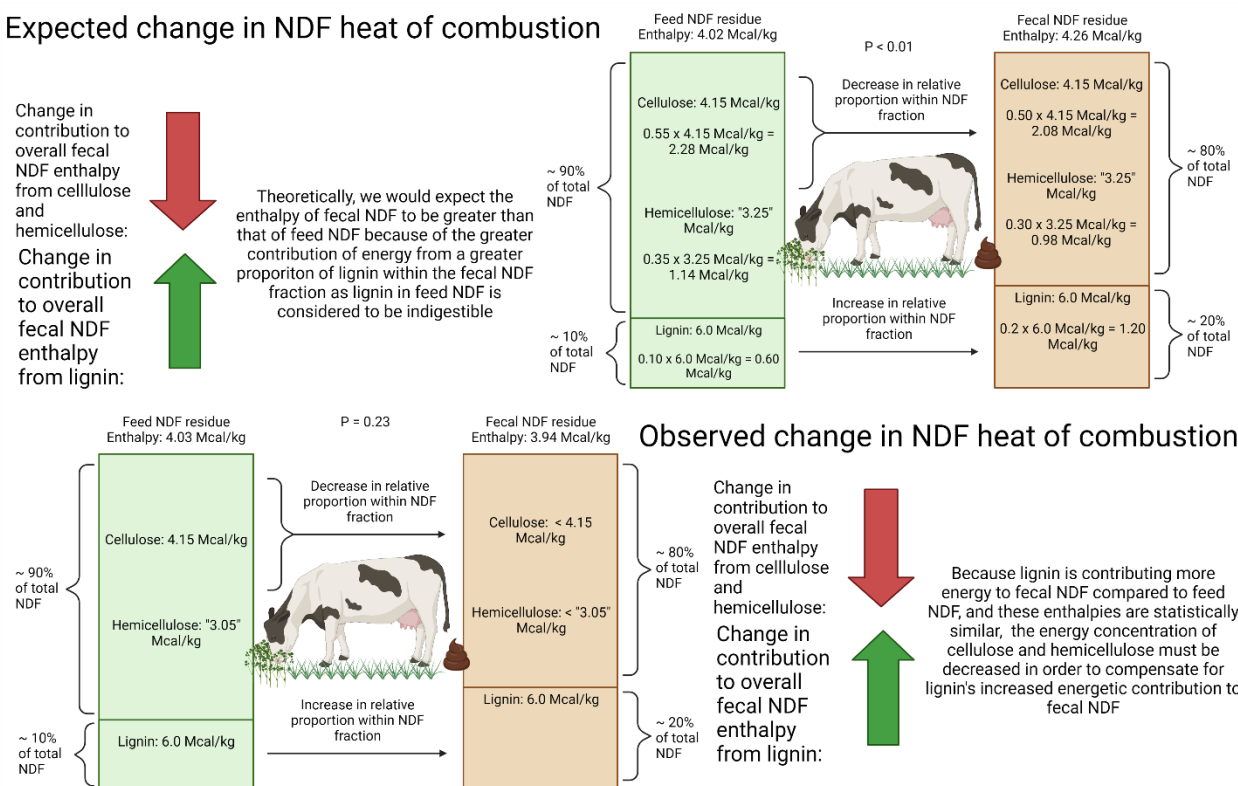 Expected change in NDF heat of combustion
Change in
contribution to
overall fecal
NDF enthalpy
from celllulose
and
hemicellulose:
Change in
contribution
to overall
fecal NDF
enthalpy
from lignin:
Theoretically, we would expect the
enthalpy of fecal NDF to be greater than
that of feed NDF because of the greater
contribution of energy from a greater
proporiton of lignin within the fecal NDF
fraction as lignin in feed NDF is
considered to be indigestible
Feed NDF residue
Enthalpy: 4.02 Mcal/kg
~ 90%
of total
NDF
~ 10%
of total
NDF
Cellulose: 4.15 Mcal/kg
0.55 x 4.15 Mcal/kg =
2.28 Mcal/kg
Hemicellulose: "3.25"
Mcal/kg
0.35 x 3.25 Mcal/kg =
1.14 Mcal/kg
Lignin: 6.0 Mcal/kg
0.10 x 6.0 Mcal/kg = 0.60
Mcal/kg
P < 0.01
Decrease in relative
proportion within NDF
fraction
Increase in relative
proportion within NDF
fraction
Fecal NDF residue
Enthalpy: 4.26 Mcal/kg
Cellulose: 4.15 Mcal/kg
0.50 x 4.15 Mcal/kg =
2.08 Mcal/kg
Hemicellulose: "3.25"
Mcal/kg
0.30 x 3.25 Mcal/kg =
0.98 Mcal/kg
Lignin: 6.0 Mcal/kg
0.2 x 6.0 Mcal/kg = 1.20
Mcal/kg
~ 80%
of total
NDF
~ 20%
of total
NDF
Feed NDF residue
Enthalpy: 4.03 Mcal/kg
~ 90%
of total
NDF
~ 10%
of total
NDF
Cellulose: 4.15 Mcal/kg
Hemicellulose: "3.05"
Mcal/kg
Lignin: 6.0 Mcal/kg
P = 0.23
Decrease in relative
proportion within NDF
fraction
Increase in relative
proportion within NDF
fraction
Fecal NDF residue
Enthalpy: 3.94 Mcal/kg
Cellulose: < 4.15
Mcal/kg
Hemicellulose: < "3.05"
Mcal/kg
Lignin: 6.0 Mcal/kg
~ 80%
of total
NDF
~ 20%
of total
NDF
Observed change in NDF heat of combustion
Change in
contribution to
overall fecal
NDF enthalpy
from celllulose
and
hemicellulose:
Change in
contribution
to overall
fecal NDF
enthalpy
from lignin:
Because lignin is contributing more
energy to fecal NDF compared to feed
NDF, and these enthalpies are statistically
similar, the energy concentration of
cellulose and hemicellulose must be
decreased in order to compensate for
lignin's increased energetic contribution to
fecal NDF